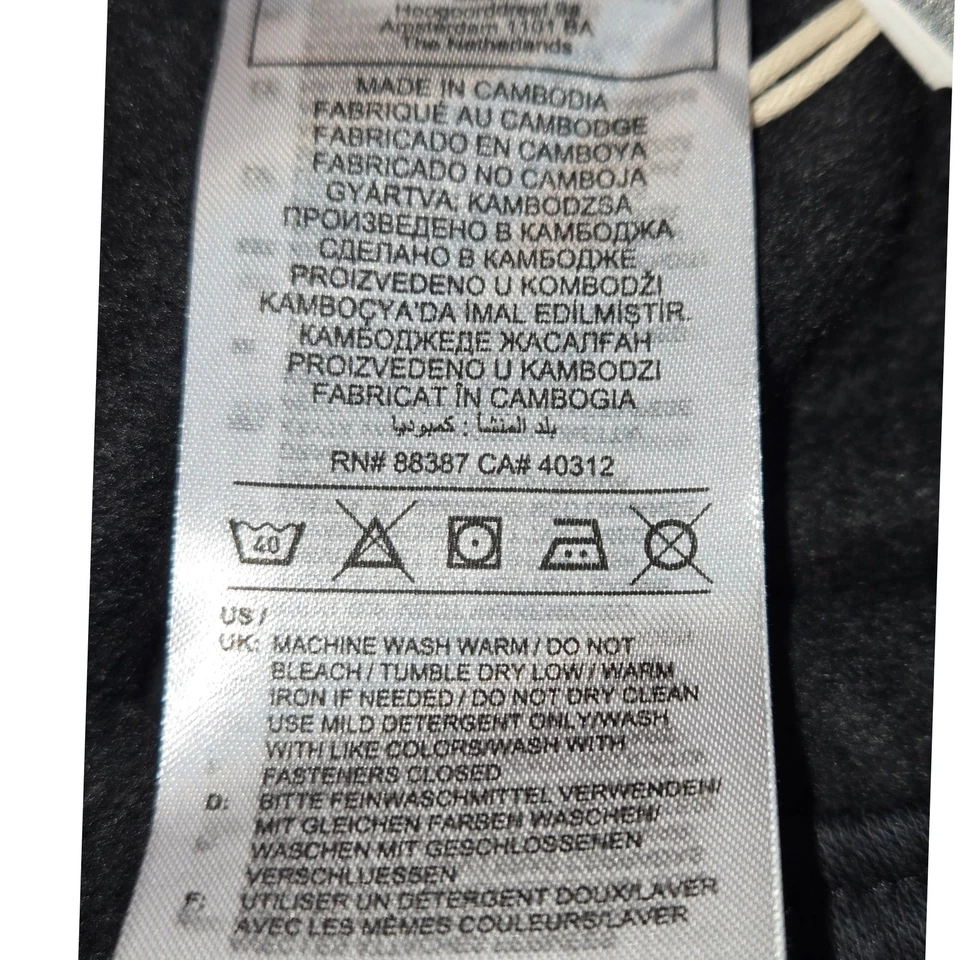 Hoogoorddreef 9a
Amsterdam 1101 BA
The Netherlands
MADE IN CAMBODIA
FABRIQUÉ AU CAMBODGE
FABRICADO EN CAMBOYA
FABRICADO NO CAMBOJA
GYÁRTVA: KAMBODZSA
ПРОИЗВЕДЕНО В КАМБОДЖА
СДЕЛАНО В КАМБОДЖЕ
PROIZVEDENO U KOMBODŽI
KAMBOÇYA'DA İMAL EDİLMİŞTİR.
КАМБОДЖЕДЕ ЖАСАЛҒАН
PROIZVEDENO U KAMBODZI
FABRICAT ÎN CAMBOGIA
بلد المنشأ : كمبوديا
RN# 88387 CA# 40312
40
US /
UK: MACHINE WASH WARM / DO NOT
BLEACH / TUMBLE DRY LOW / WARM
IRON IF NEEDED / DO NOT DRY CLEAN
USE MILD DETERGENT ONLY/WASH
WITH LIKE COLORS/WASH WITH
FASTENERS CLOSED
D: BITTE FEINWASCHMITTEL VERWENDEN/
MIT GLEICHEN FARBEN WASCHEN/
WASCHEN MIT GESCHLOSSENEN
VERSCHLUESSEN
F: UTILISER UN DÉTERGENT DOUX/LAVER
AVEC LES MÊMES COULEURS/LAVER